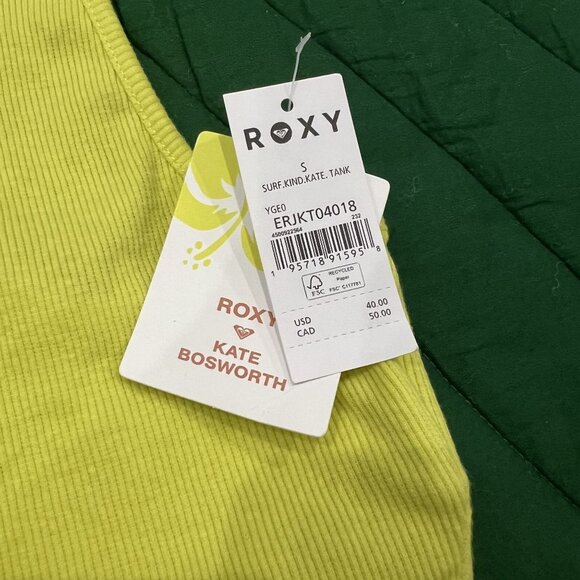 ROXY
S
SURF.KIND.KATE. TANK
YGE0
ERJKT04018
4500922564 232
1 95718 91595 8
FSC
RECYCLED
Paper
FSC® C117781
USD 40.00
CAD 50.00
ROXY
KATE
BOSWORTH